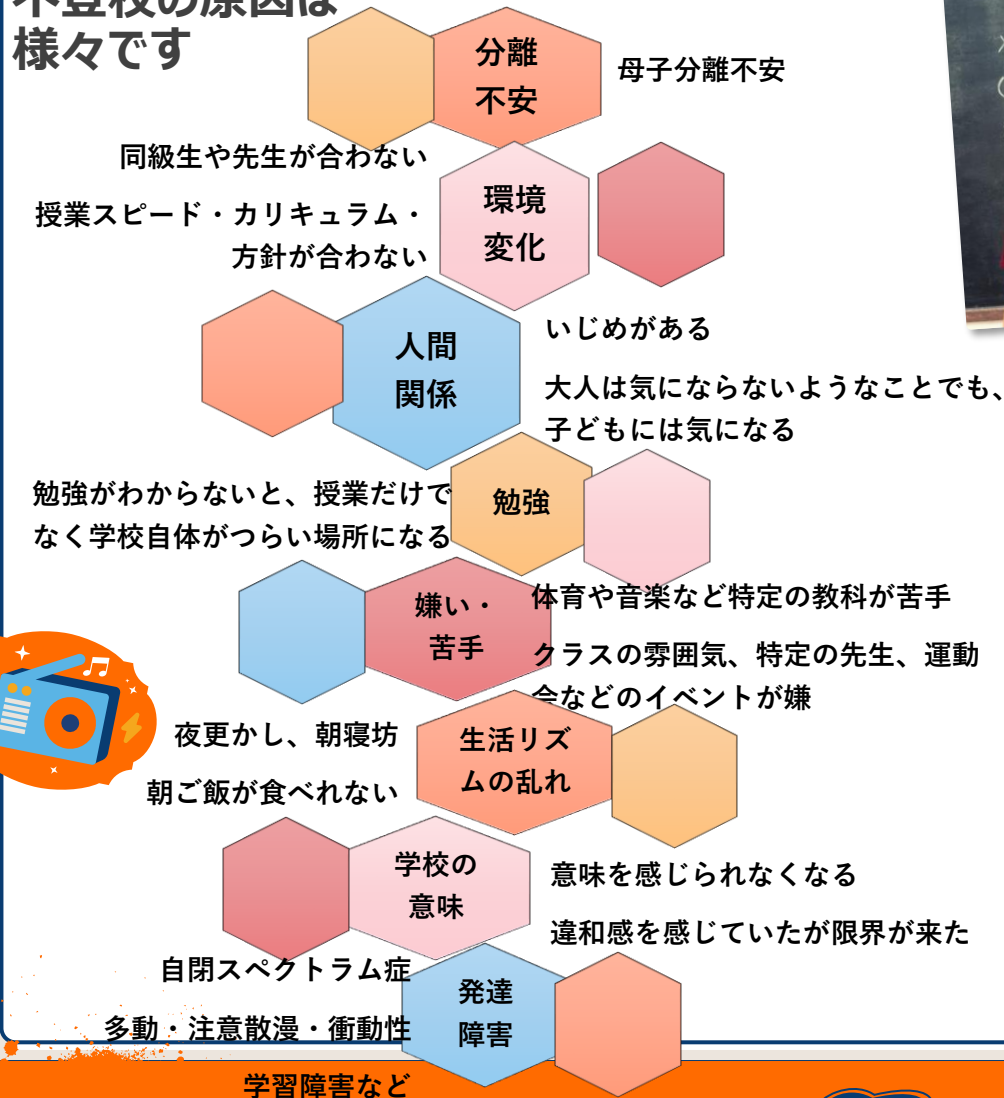 不登校の原因は
様々です
分離
不安
母子分離不安
同級生や先生が合わない
授業スピード・カリキュラム・
方針が合わない
環境
変化
人間
関係
いじめがある
大人は気にならないようなことでも、
子どもには気になる
勉強がわからないと、授業だけで
なく学校自体がつらい場所になる
勉強
嫌い・
苦手
体育や音楽など特定の教科が苦手
クラスの雰囲気、特定の先生、運動
会などのイベントが嫌
夜更かし、朝寝坊
朝ご飯が食べれない
生活リズ
ムの乱れ
学校の
意味
意味を感じられなくなる
違和感を感じていたが限界が来た
自閉スペクトラム症
多動・注意散漫・衝動性
学習障害など
発達
障害